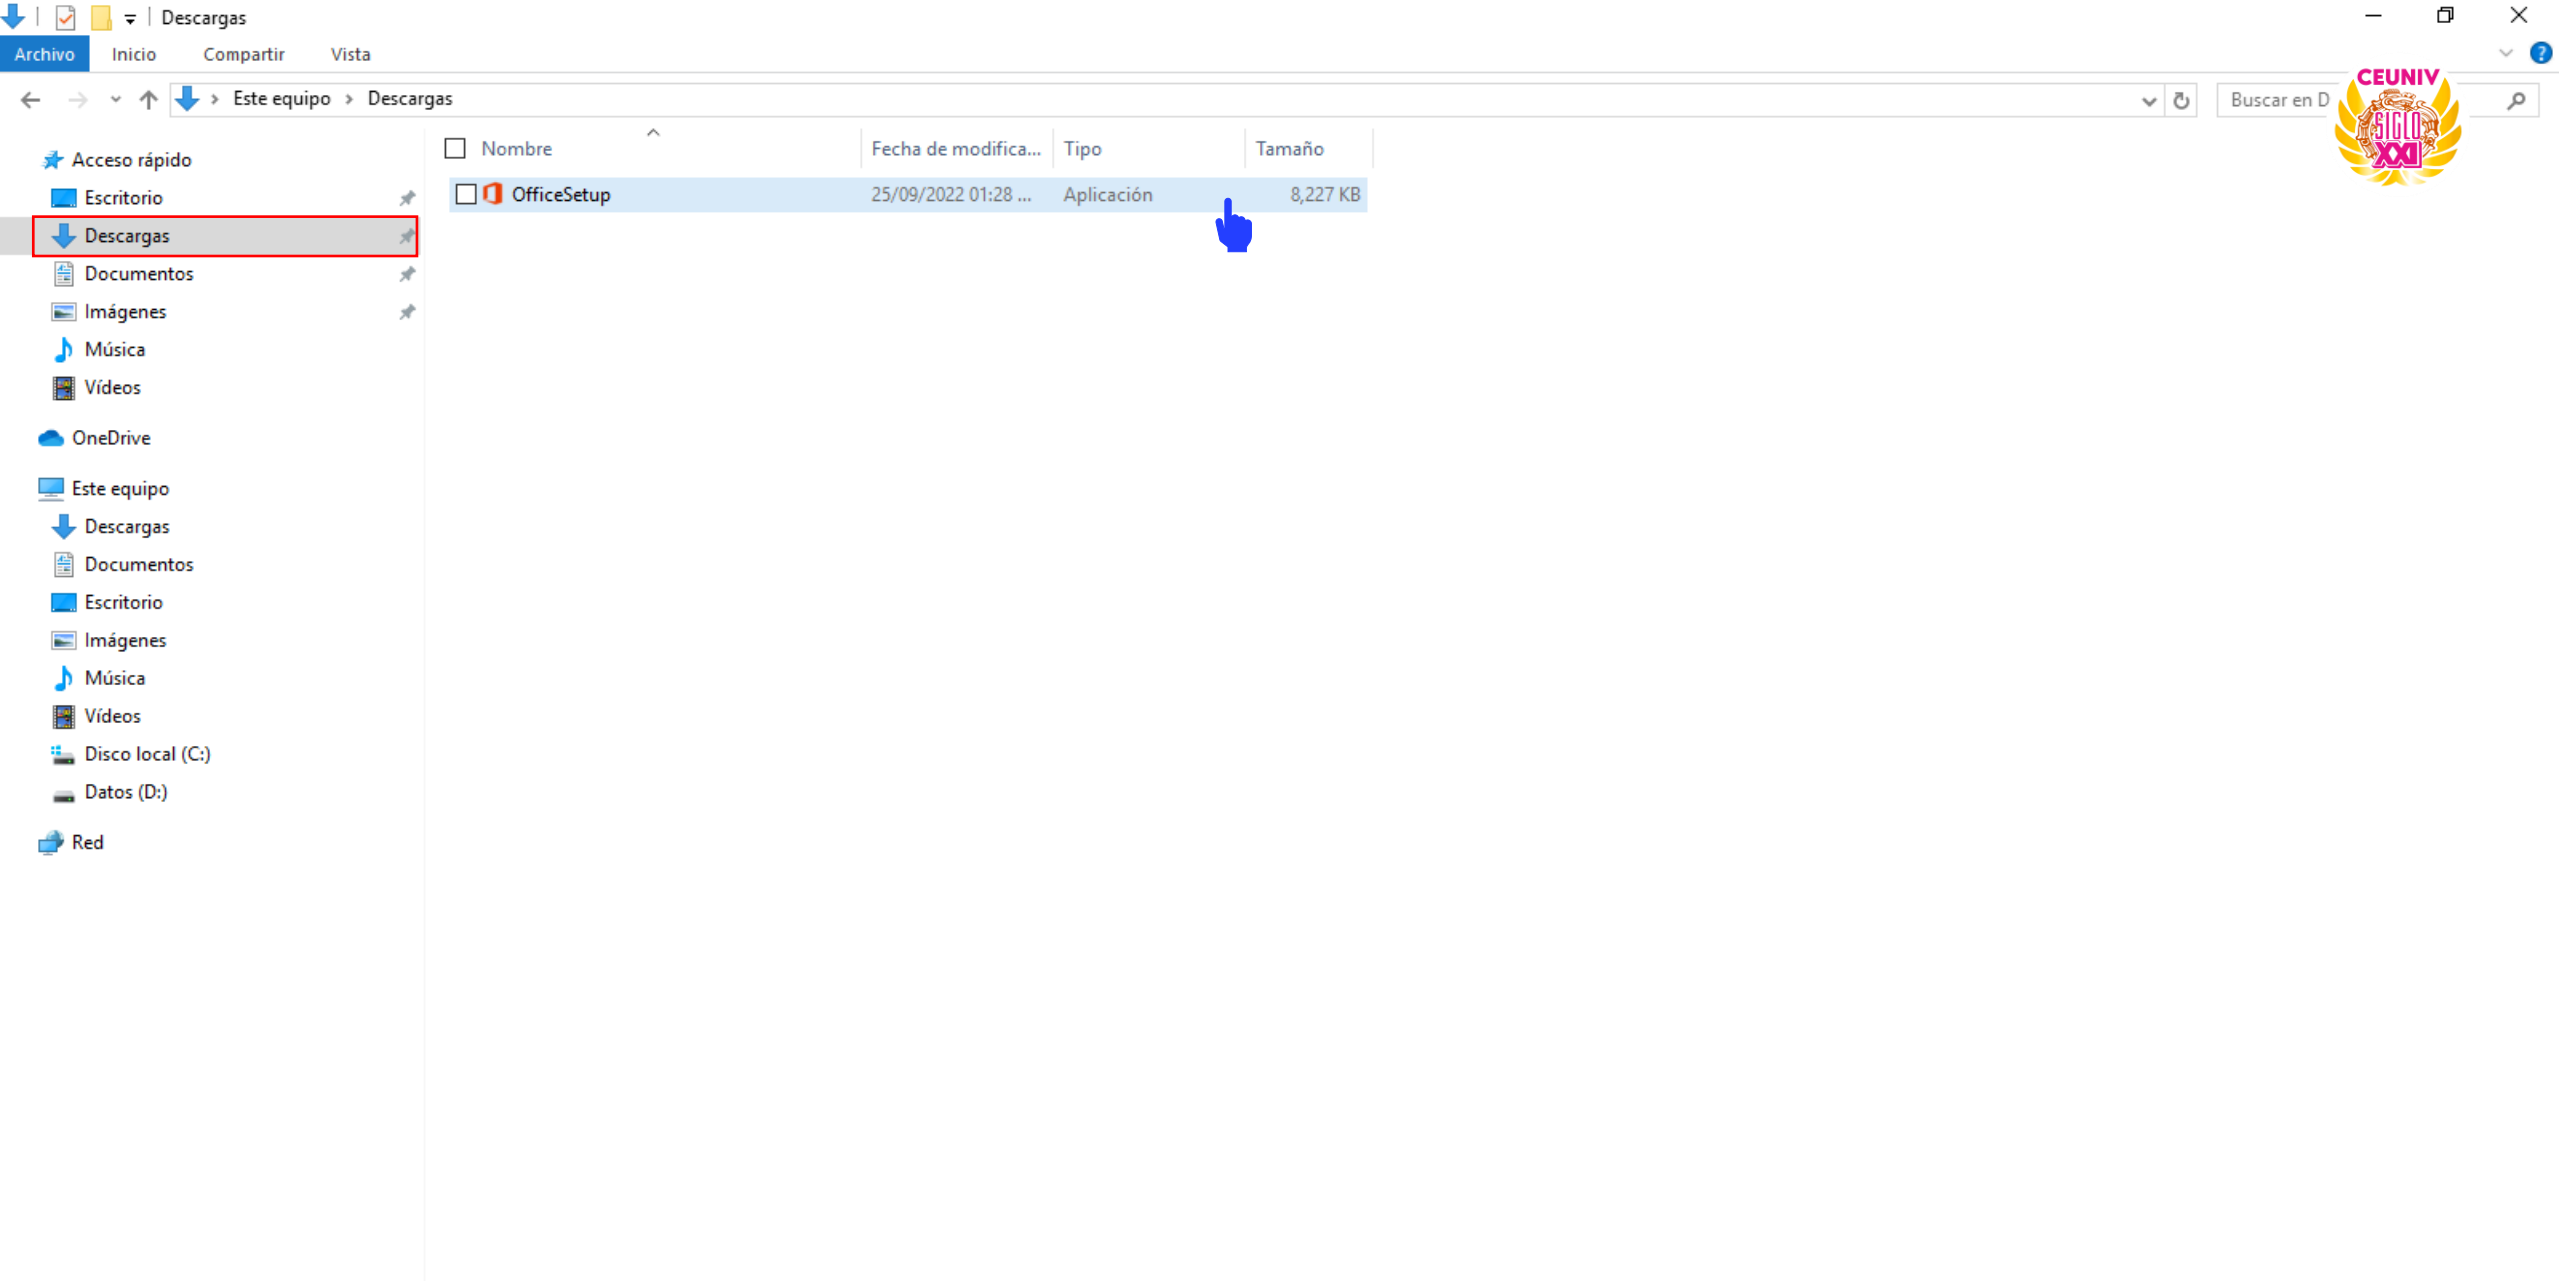 Descargas
Archivo Inicio Compartir Vista
Este equipo Descargas
Buscar en D
CEUNIV
SIGLO
XXI
Nombre Fecha de modifica... Tipo Tamaño
OfficeSetup 25/09/2022 01:28 ... Aplicación 8,227 KB
Acceso rápido
Escritorio
Descargas
Documentos
Imágenes
Música
Vídeos
OneDrive
Este equipo
Descargas
Documentos
Escritorio
Imágenes
Música
Vídeos
Disco local (C:)
Datos (D:)
Red